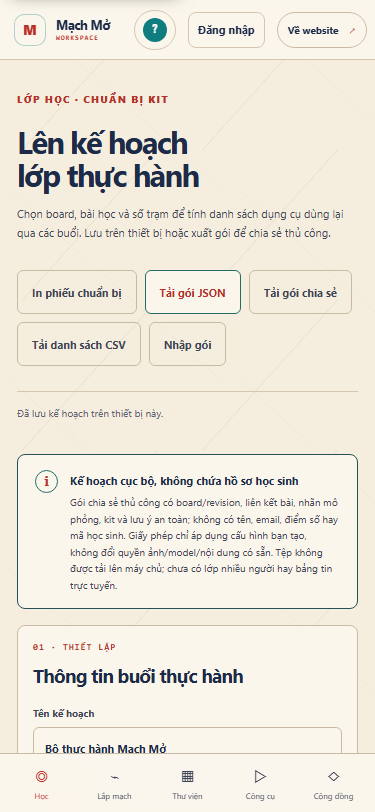 M
Mạch Mở
WORKSPACE
?
Đăng nhập
Về website ↗
LỚP HỌC · CHUẨN BỊ KIT
Lên kế hoạch
lớp thực hành
Chọn board, bài học và số trạm để tính danh sách dụng cụ dùng lại
qua các buổi. Lưu trên thiết bị hoặc xuất gói để chia sẻ thủ công.
In phiếu chuẩn bị
Tải gói JSON
Tải gói chia sẻ
Tải danh sách CSV
Nhập gói
Đã lưu kế hoạch trên thiết bị này.
i
Kế hoạch cục bộ, không chứa hồ sơ học sinh
Gói chia sẻ thủ công có board/revision, liên kết bài, nhãn mô
phỏng, kit và lưu ý an toàn; không có tên, email, điểm số hay
mã học sinh. Giấy phép chỉ áp dụng cấu hình bạn tạo,
không đổi quyền ảnh/model/nội dung có sẵn. Tệp không
được tải lên máy chủ; chưa có lớp nhiều người hay bảng tin
trực tuyến.
01 · THIẾT LẬP
Thông tin buổi thực hành
Tên kế hoạch
Bộ thực hành Mạch Mở
Học
Lắp mạch
Thư viện
Công cụ
Cộng đồng